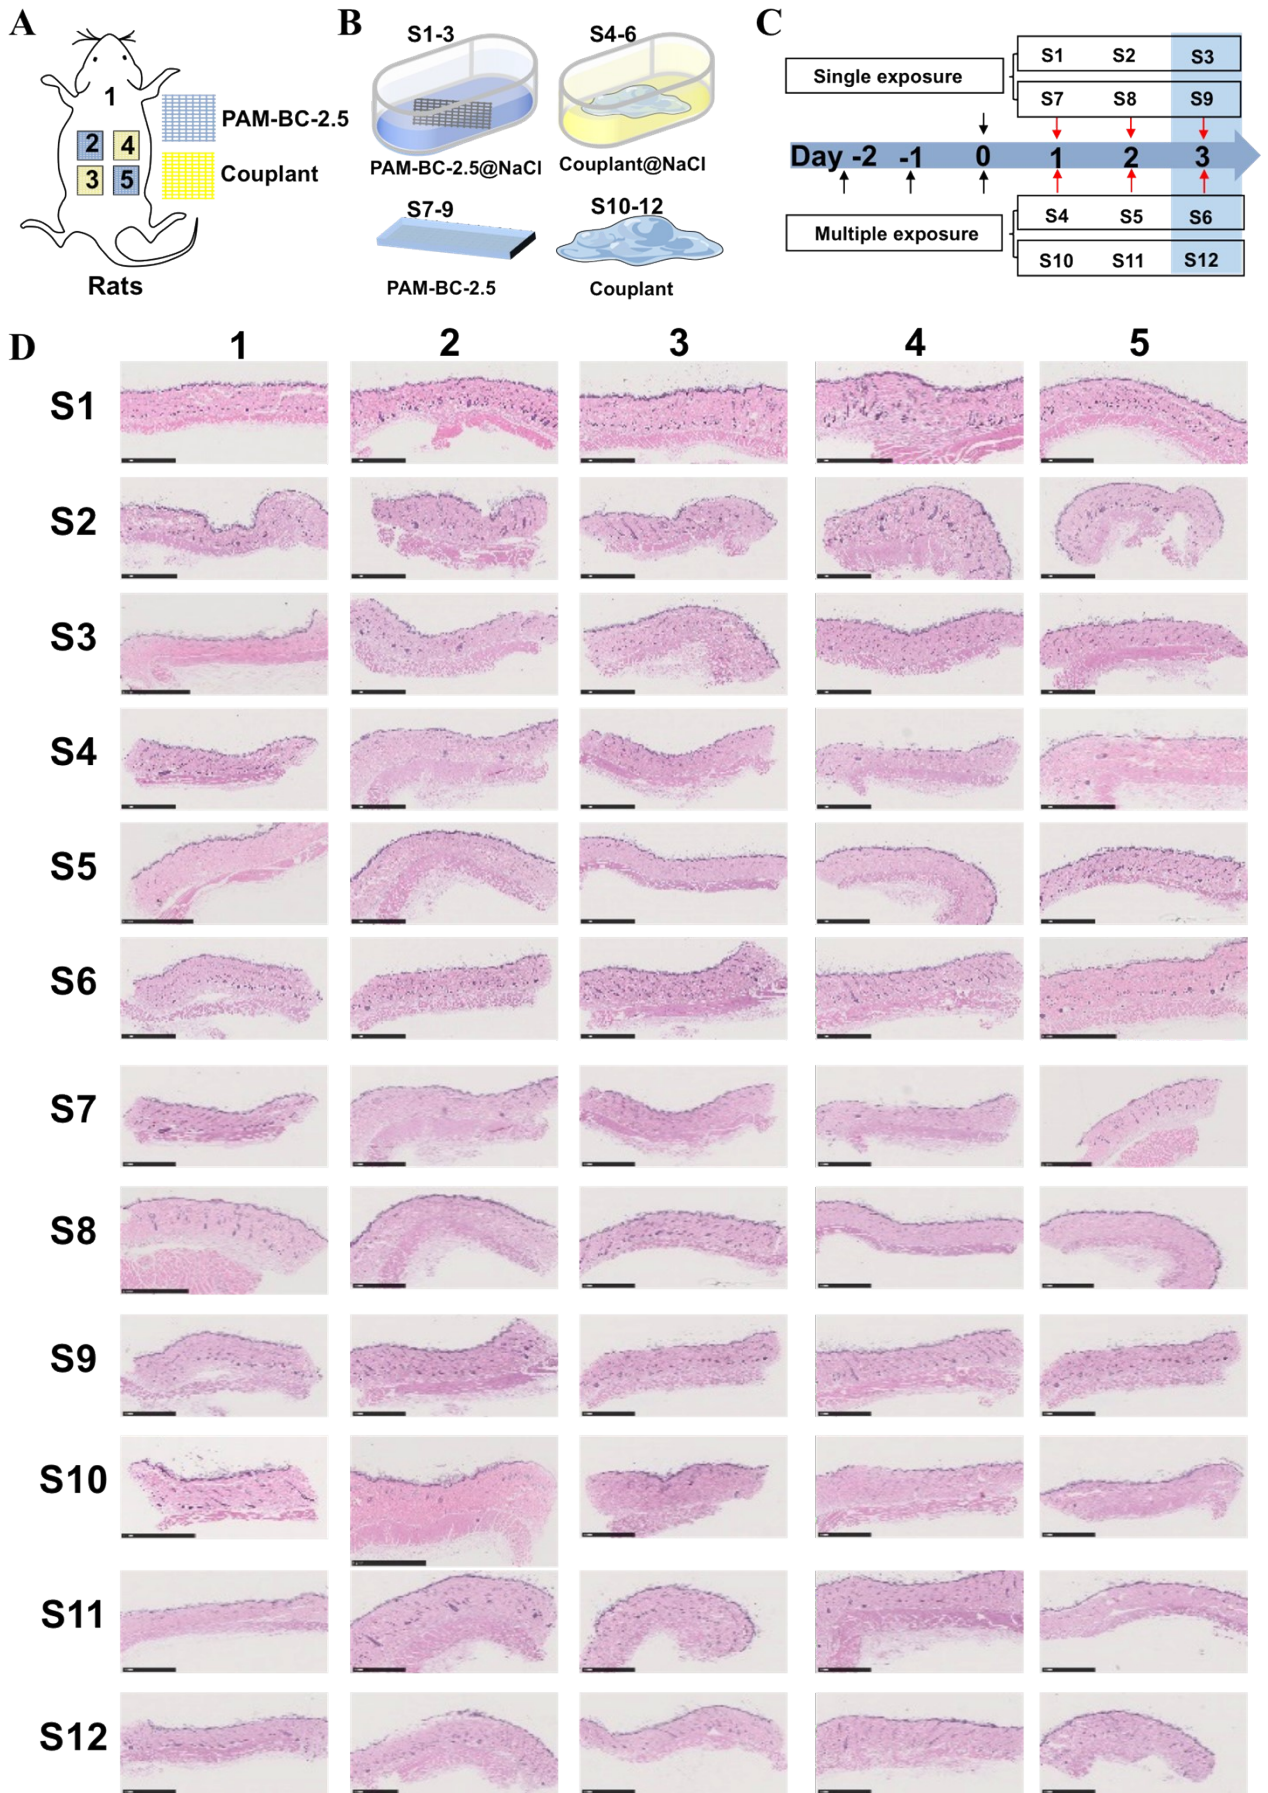 A
1
2
4
3
5
PAM-BC-2.5
Couplant
Rats
B
S1-3
S4-6
PAM-BC-2.5@NaCl
Couplant@NaCl
S7-9
S10-12
PAM-BC-2.5
Couplant
C
Single exposure
S1 S2 S3
S7 S8 S9
Day -2 -1 0 1 2 3
Multiple exposure
S4 S5 S6
S10 S11 S12
D
1 2 3 4 5
S1
S2
S3
S4
S5
S6
S7
S8
S9
S10
S11
S12